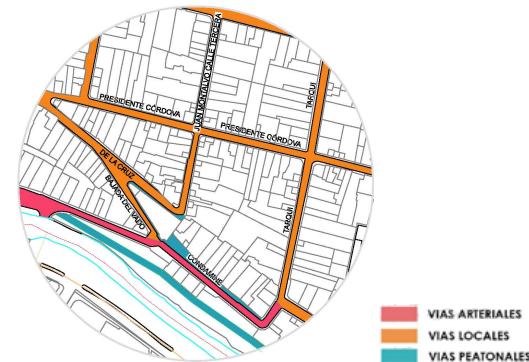 JUAN MONTALVO CALLE TERCERA
TARQUI
PRESIDENTE CÓRDOVA
PRESIDENTE CÓRDOVA
DE LA CRUZ
BAJADA DEL VADO
TARQUI
CONDAMINE
VIAS ARTERIALES
VIAS LOCALES
VIAS PEATONALES